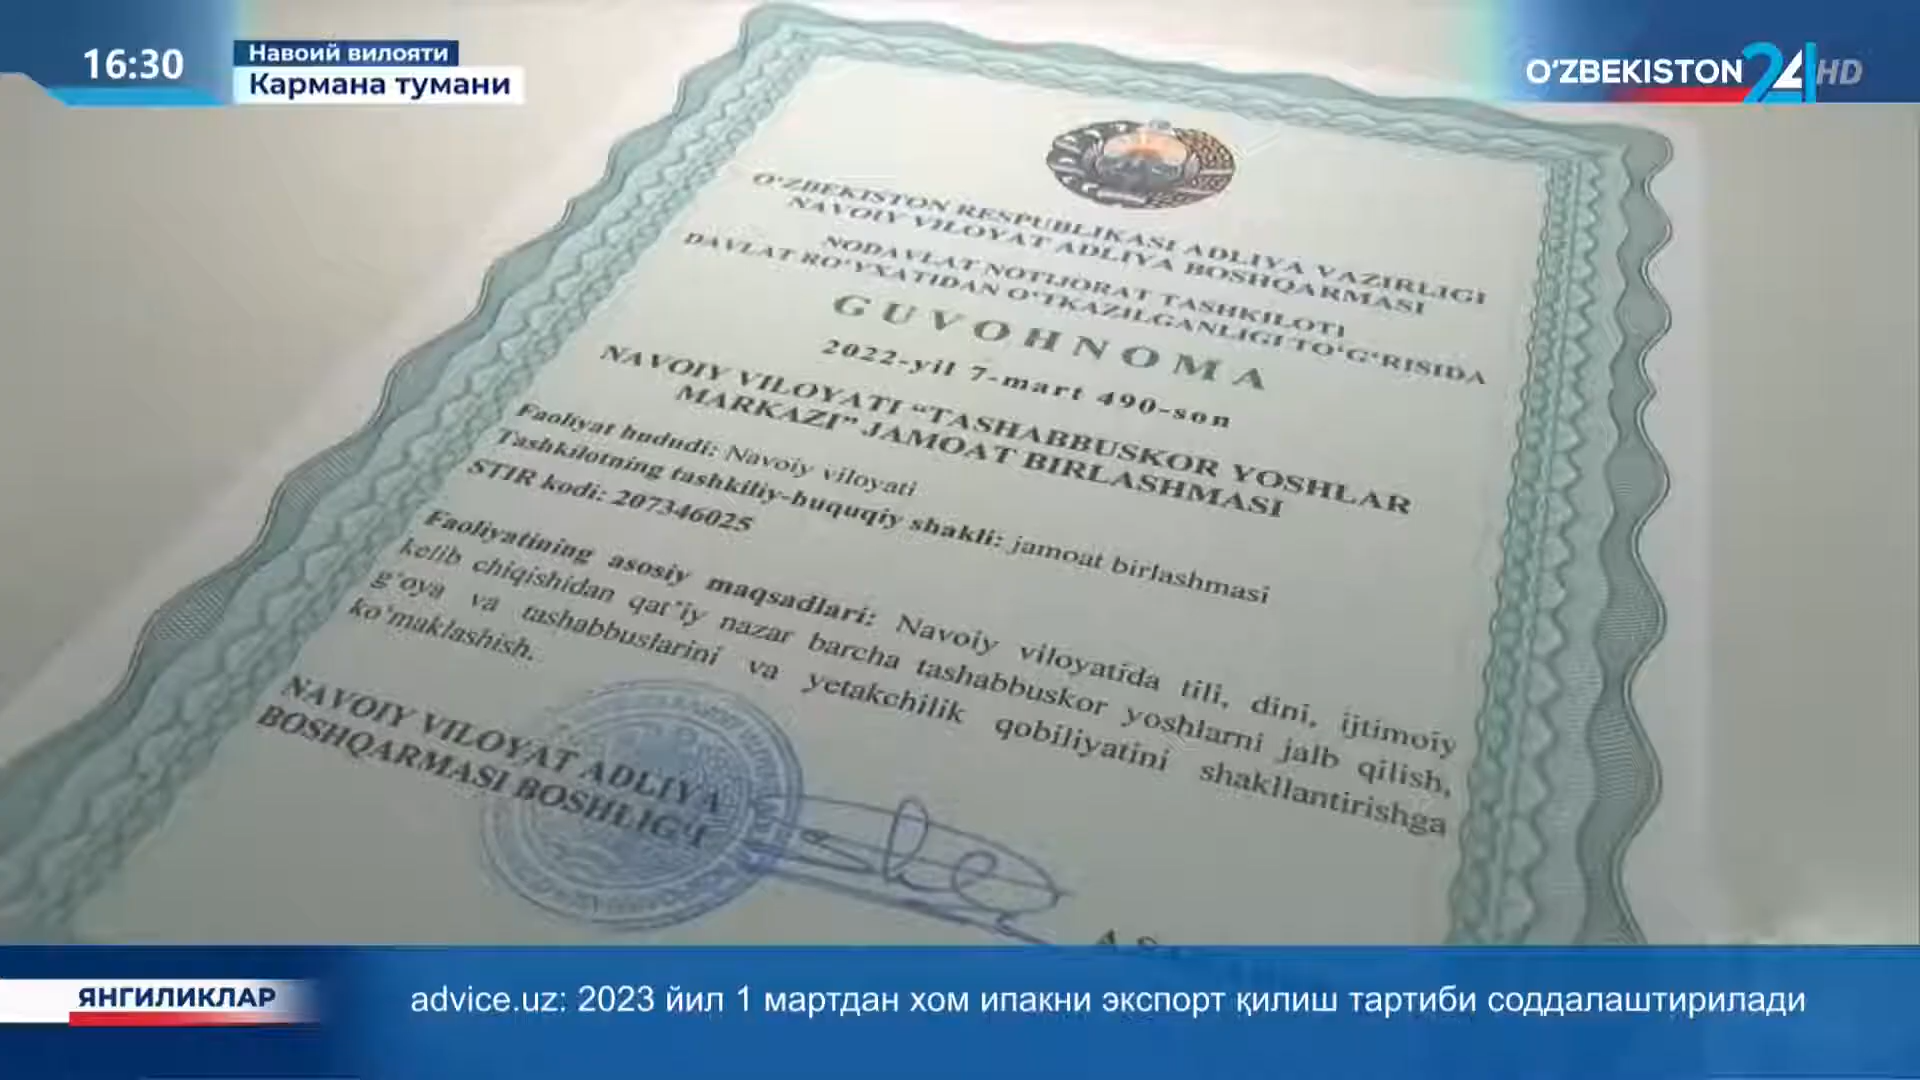 16:30
Навоий вилояти
Кармана тумани
O‘ZBEKISTON 24 HD
O‘ZBEKISTON RESPUBLIKASI ADLIYA VAZIRLIGI
NAVOIY VILOYAT ADLIYA BOSHQARMASI
NODAVLAT NOTIJORAT TASHKILOTI
DAVLAT RO‘YXATIDAN O‘TKAZILGANLIGI TO‘G‘RISIDA
GUVOHNOMA
2022-yil 7-mart 490-son
NAVOIY VILOYATI “TASHABBUSKOR YOSHLAR
MARKAZI” JAMOAT BIRLASHMASI
Faoliyat hududi: Navoiy viloyati
Tashkilotning tashkiliy-huquqiy shakli: jamoat birlashmasi
STIR kodi: 207346025
Faoliyatining asosiy maqsadlari: Navoiy viloyatida tili, dini, ijtimoiy
kelib chiqishidan qat’iy nazar barcha tashabbuskor yoshlarni jalb qilish,
g‘oya va tashabbuslarini va yetakchilik qobiliyatini shakllantirishga
ko‘maklashish.
NAVOIY VILOYAT ADLIYA
BOSHQARMASI BOSHLIG‘I
ЯНГИЛИКЛАР
advice.uz: 2023 йил 1 мартдан хом ипакни экспорт қилиш тартиби соддалаштирилади